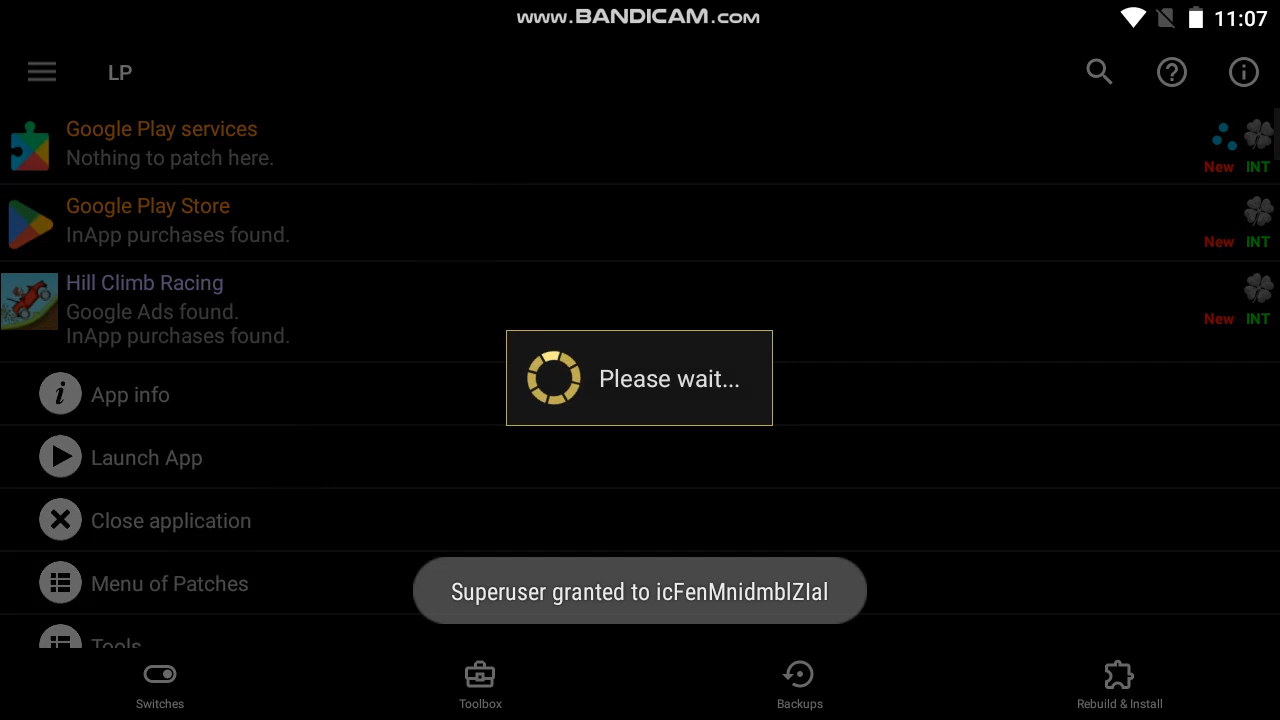 www.BANDICAM.com
11:07
LP
Google Play services
Nothing to patch here.
New INT
Google Play Store
InApp purchases found.
New INT
Hill Climb Racing
Google Ads found.
InApp purchases found.
New INT
Please wait...
App info
Launch App
Close application
Menu of Patches
Superuser granted to icFenMnidmblZIal
Tools
Switches
Toolbox
Backups
Rebuild & Install